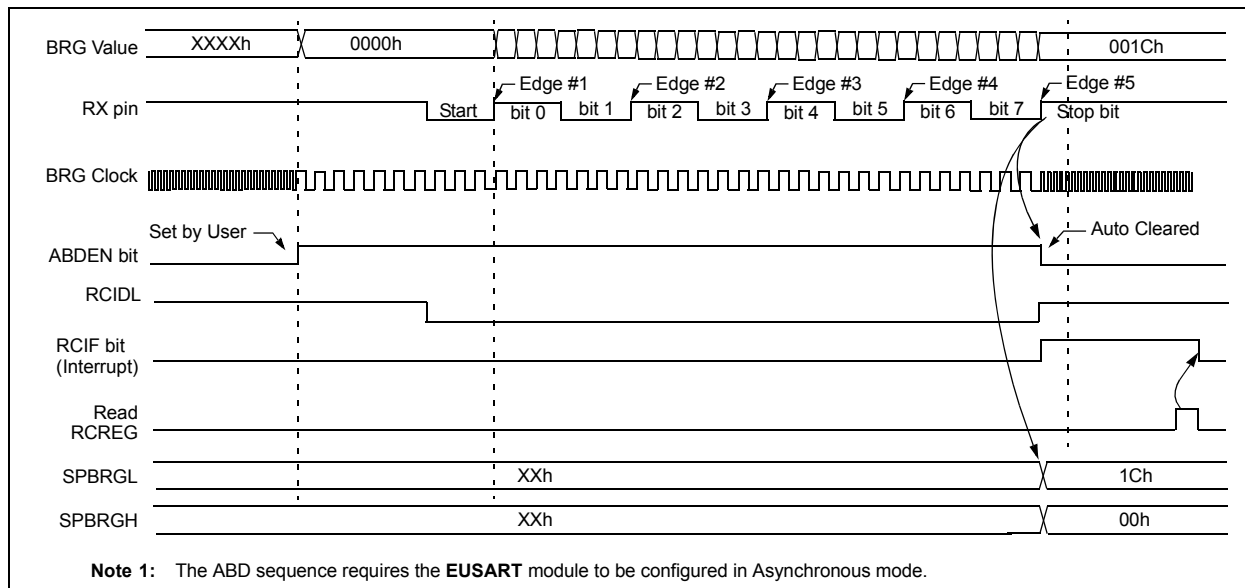 BRG Value XXXXh 0000h 001Ch
Edge #1 Edge #2 Edge #3 Edge #4 Edge #5
RX pin Start bit 0 bit 1 bit 2 bit 3 bit 4 bit 5 bit 6 bit 7 Stop bit
BRG Clock
Set by User Auto Cleared
ABDEN bit
RCIDL
RCIF bit
(Interrupt)
Read
RCREG
SPBRGL XXh 1Ch
SPBRGH XXh 00h
Note 1: The ABD sequence requires the EUSART module to be configured in Asynchronous mode.